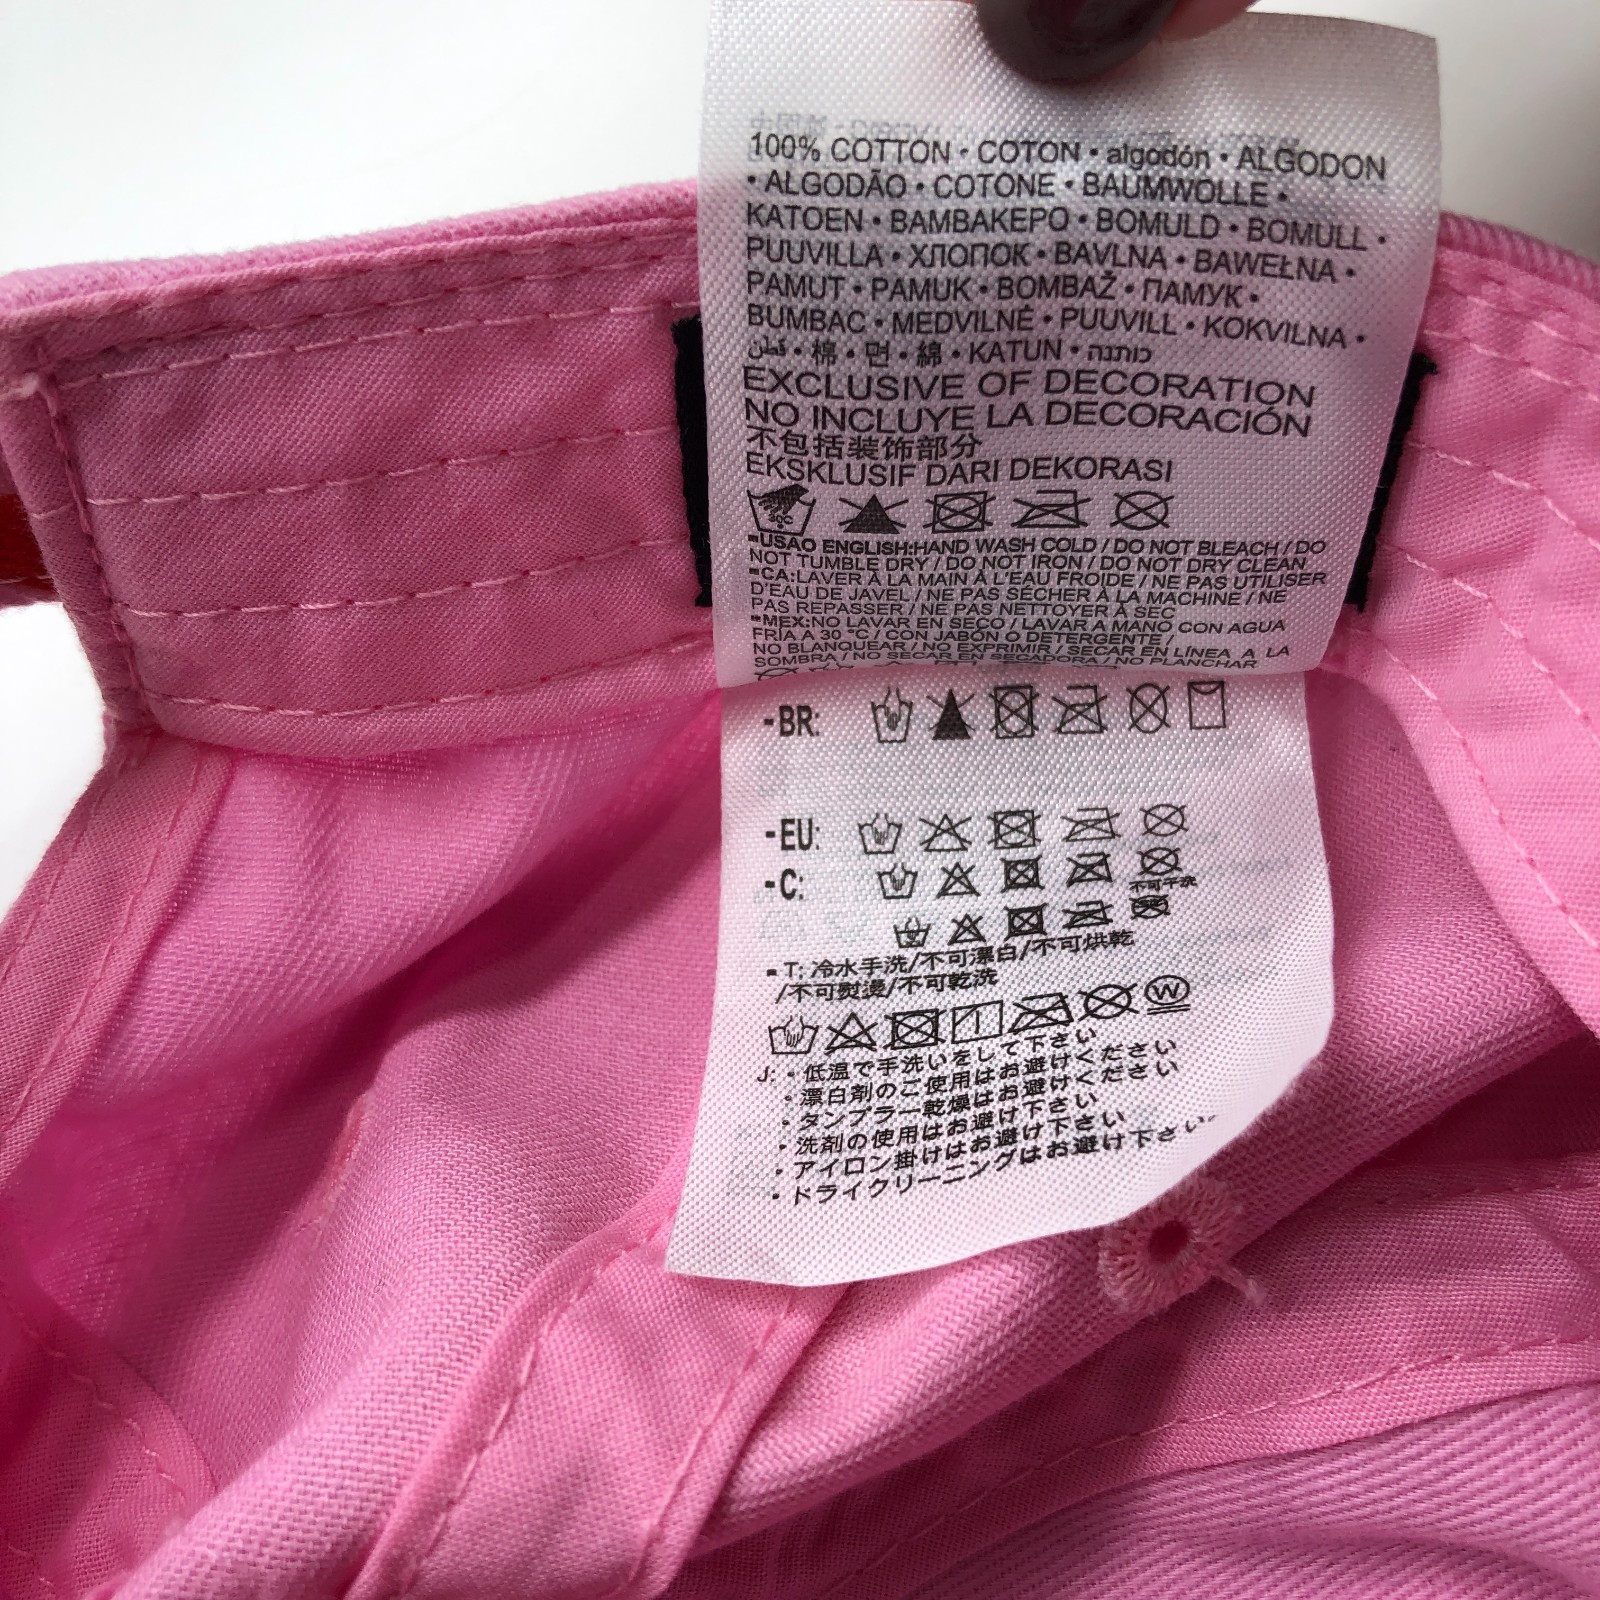 100% COTTON • COTON • algodón • ALGODON
• ALGODÃO • COTONE • BAUMWOLLE •
KATOEN • BAMBAKEPO • BOMULD • BOMULL •
PUUVILLA • ХЛОПОК • BAVLNA • BAWEŁNA •
PAMUT • PAMUK • BOMBAŽ • ПАМУК •
BUMBAC • MEDVILNĖ • PUUVILL • KOKVILNA •
قطن • 棉 • 면 • 綿 • KATUN • כותנה
EXCLUSIVE OF DECORATION
NO INCLUYE LA DECORACIÓN
不包括装饰部分
EKSKLUSIF DARI DEKORASI
30C
-USAO ENGLISH:HAND WASH COLD / DO NOT BLEACH / DO
NOT TUMBLE DRY / DO NOT IRON / DO NOT DRY CLEAN
-CA:LAVER À LA MAIN À L'EAU FROIDE / NE PAS UTILISER
D'EAU DE JAVEL / NE PAS SÉCHER À LA MACHINE / NE
PAS REPASSER / NE PAS NETTOYER À SEC
-MEX:NO LAVAR EN SECO / LAVAR A MANO CON AGUA
FRÍA A 30 °C / CON JABÓN O DETERGENTE /
NO BLANQUEAR / NO EXPRIMIR / SECAR EN LÍNEA A LA
SOMBRA / NO SECAR EN SECADORA / NO PLANCHAR
-BR:
-EU:
-C:
不可干洗
-T: 冷水手洗/不可漂白/不可烘乾
/不可熨燙/不可乾洗
W
J: • 低温で手洗いをして下さい
• 漂白剤のご使用はお避けください
• タンブラー乾燥はお避けください
• 洗剤の使用はお避け下さい
• アイロン掛けはお避け下さい
• ドライクリーニングはお避け下さい